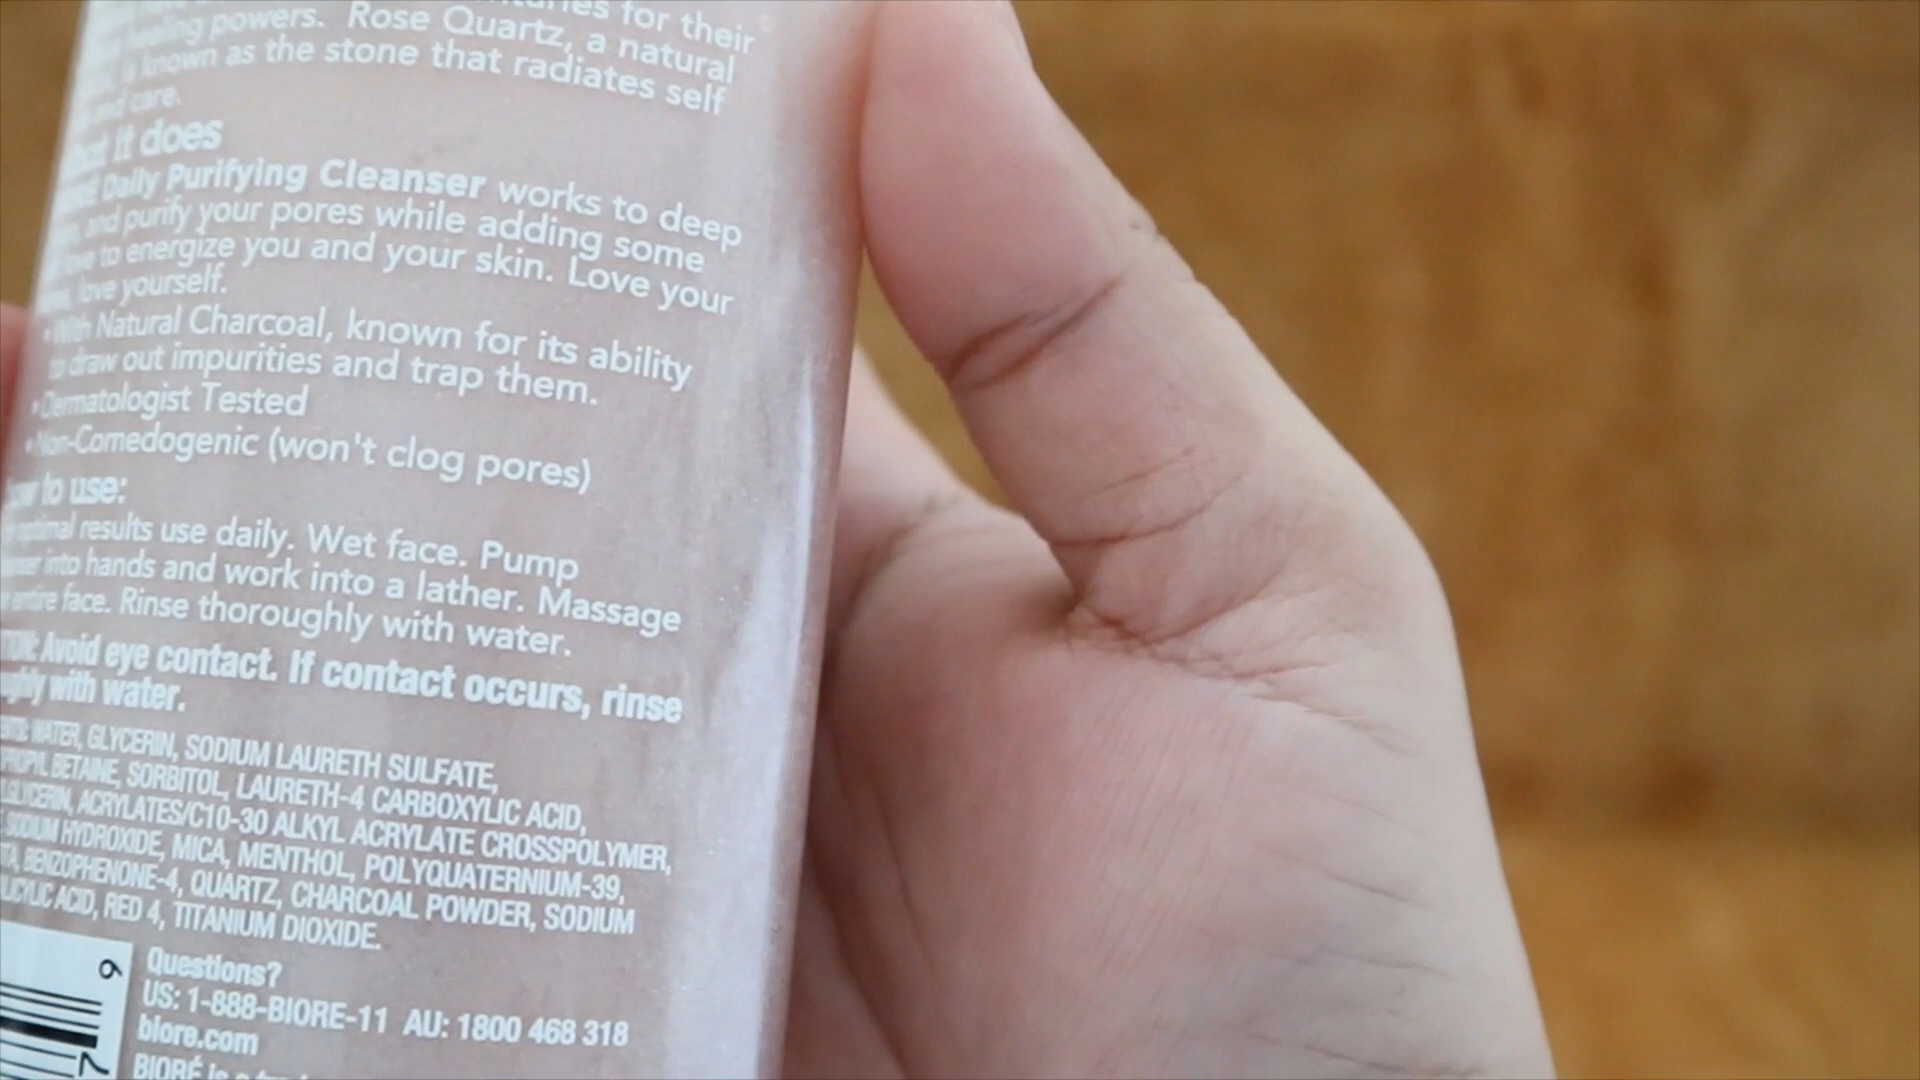 for their
healing powers. Rose Quartz, a natural
is known as the stone that radiates self
and care.
it does
Daily Purifying Cleanser works to deep
and purify your pores while adding some
to energize you and your skin. Love your
love yourself.
•With Natural Charcoal, known for its ability
to draw out impurities and trap them.
•Dermatologist Tested
•Non-Comedogenic (won't clog pores)
to use:
optimal results use daily. Wet face. Pump
into hands and work into a lather. Massage
entire face. Rinse thoroughly with water.
Avoid eye contact. If contact occurs, rinse
with water.
WATER, GLYCERIN, SODIUM LAURETH SULFATE,
BETAINE, SORBITOL, LAURETH-4 CARBOXYLIC ACID,
ACRYLATES/C10-30 ALKYL ACRYLATE CROSSPOLYMER,
SODIUM HYDROXIDE, MICA, MENTHOL, POLYQUATERNIUM-39,
BENZOPHENONE-4, QUARTZ, CHARCOAL POWDER, SODIUM
ACID, RED 4, TITANIUM DIOXIDE.
Questions?
US: 1-888-BIORE-11 AU: 1800 468 318
biore.com
BIORÉ is a